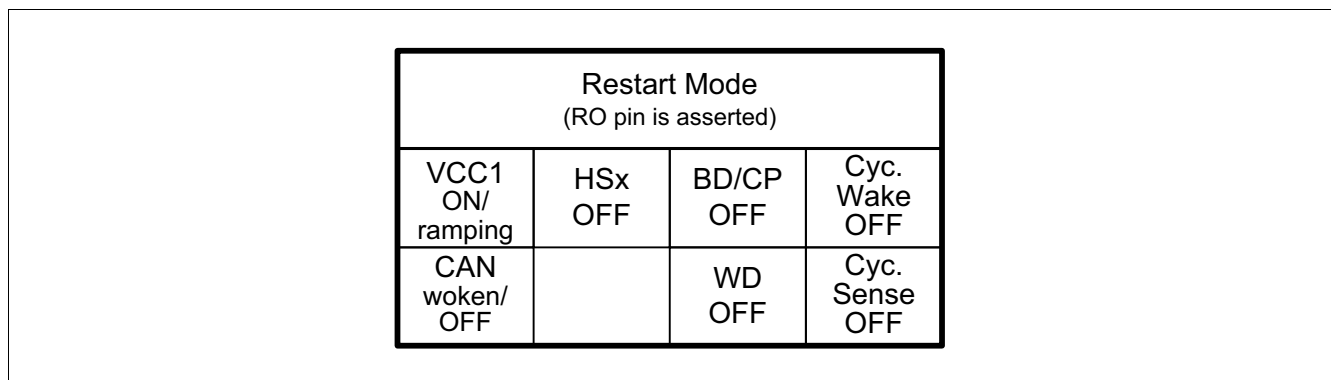 Restart Mode
(RO pin is asserted)
VCC1
ON/
ramping
HSx
OFF
BD/CP
OFF
Cyc.
Wake
OFF
CAN
woken/
OFF
WD
OFF
Cyc.
Sense
OFF